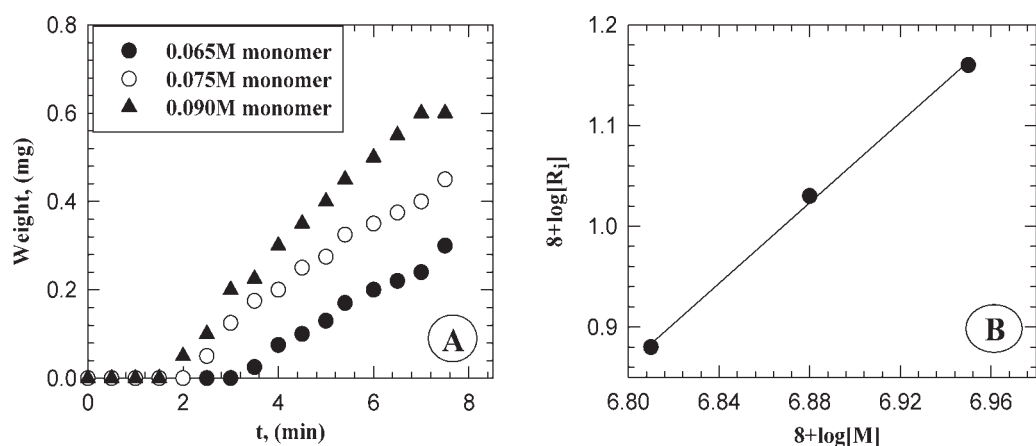 0.8
0.6
0.4
0.2
0.0
Weight, (mg)
0.065M monomer
0.075M monomer
0.090M monomer
A
0 2 4 6 8
t, (min)
1.2
1.1
1.0
0.9
8+log[Ri]
B
6.80 6.84 6.88 6.92 6.96
8+log[M]